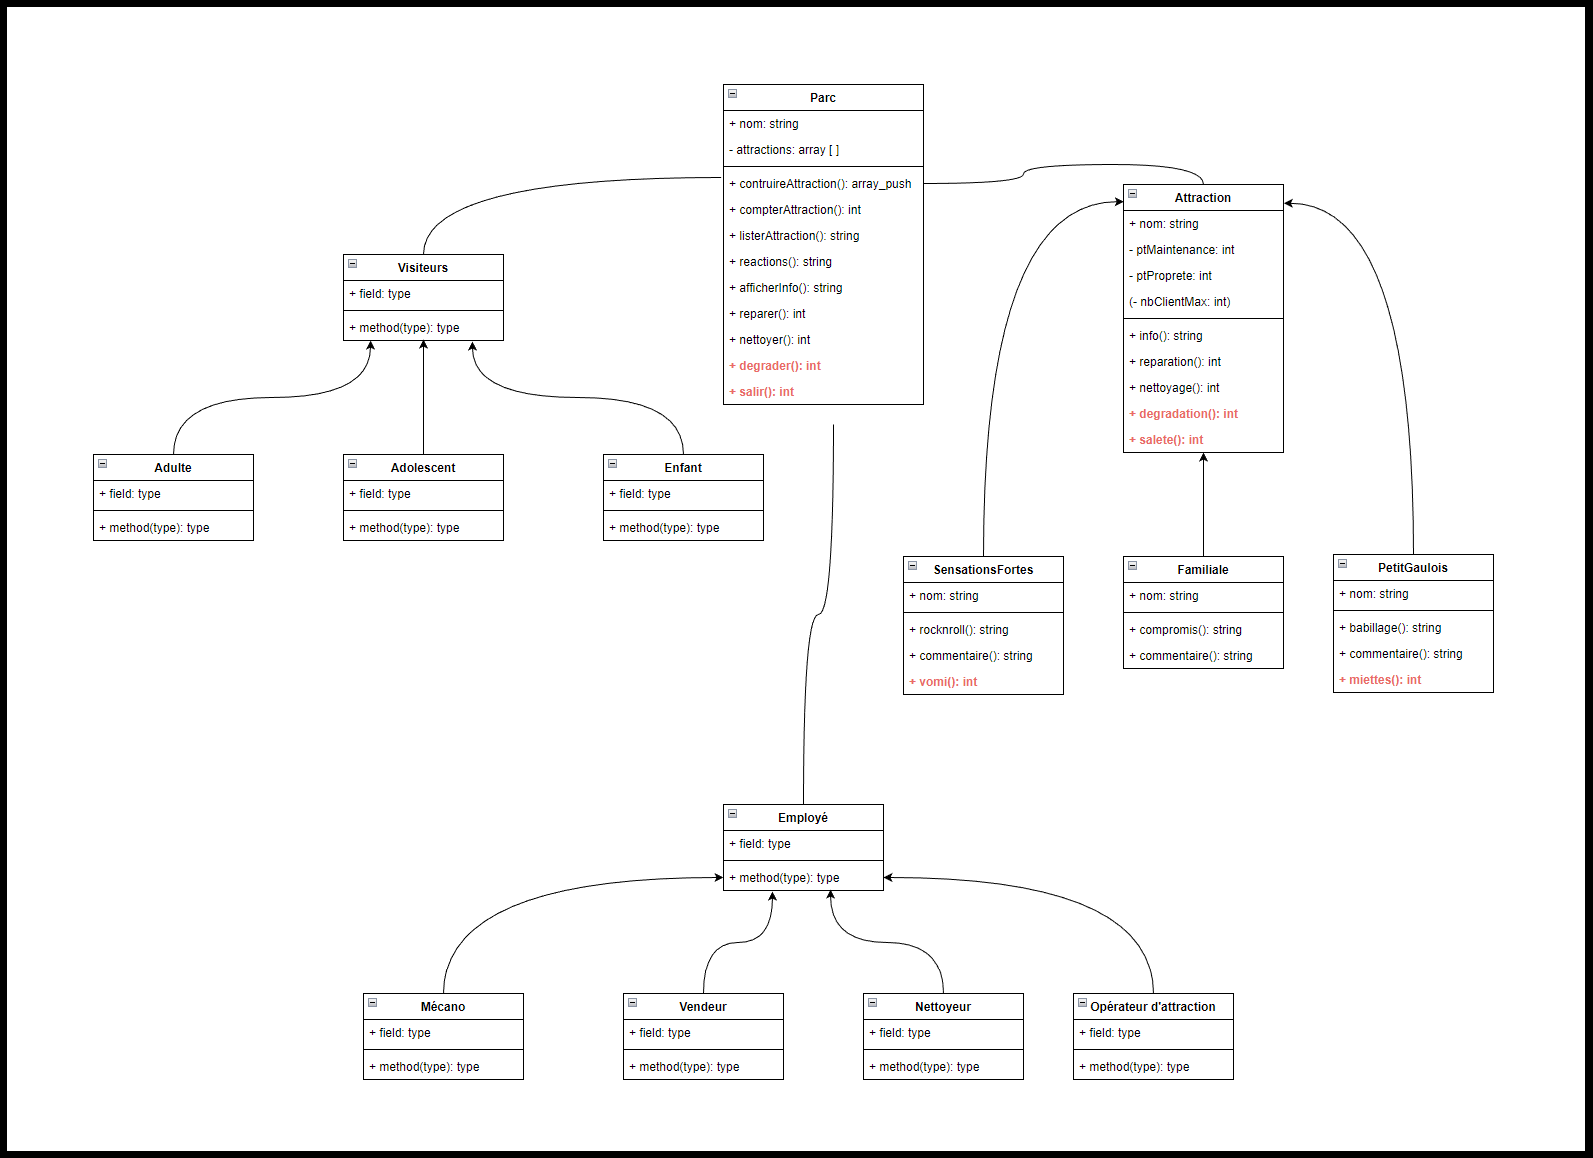 Parc
+ nom: string
- attractions: array [ ]
+ contruireAttraction(): array_push
+ compterAttraction(): int
+ listerAttraction(): string
+ reactions(): string
+ afficherInfo(): string
+ reparer(): int
+ nettoyer(): int
+ degrader(): int
+ salir(): int
Attraction
+ nom: string
- ptMaintenance: int
- ptProprete: int
(- nbClientMax: int)
+ info(): string
+ reparation(): int
+ nettoyage(): int
+ degradation(): int
+ salete(): int
Visiteurs
+ field: type
+ method(type): type
Adulte
+ field: type
+ method(type): type
Adolescent
+ field: type
+ method(type): type
Enfant
+ field: type
+ method(type): type
SensationsFortes
+ nom: string
+ rocknroll(): string
+ commentaire(): string
+ vomi(): int
Familiale
+ nom: string
+ compromis(): string
+ commentaire(): string
PetitGaulois
+ nom: string
+ babillage(): string
+ commentaire(): string
+ miettes(): int
Employé
+ field: type
+ method(type): type
Mécano
+ field: type
+ method(type): type
Vendeur
+ field: type
+ method(type): type
Nettoyeur
+ field: type
+ method(type): type
Opérateur d'attraction
+ field: type
+ method(type): type